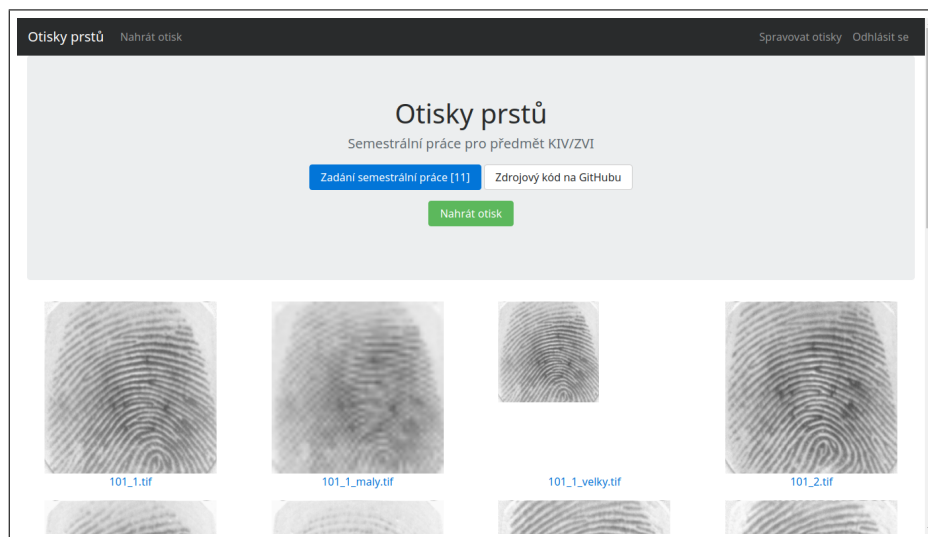 Otisky prstů Nahrát otisk Spravovat otisky Odhlásit se
Otisky prstů
Semestrální práce pro předmět KIV/ZVI
Zadání semestrální práce [11] Zdrojový kód na GitHubu
Nahrát otisk
101_1.tif 101_1_maly.tif 101_1_velky.tif 101_2.tif